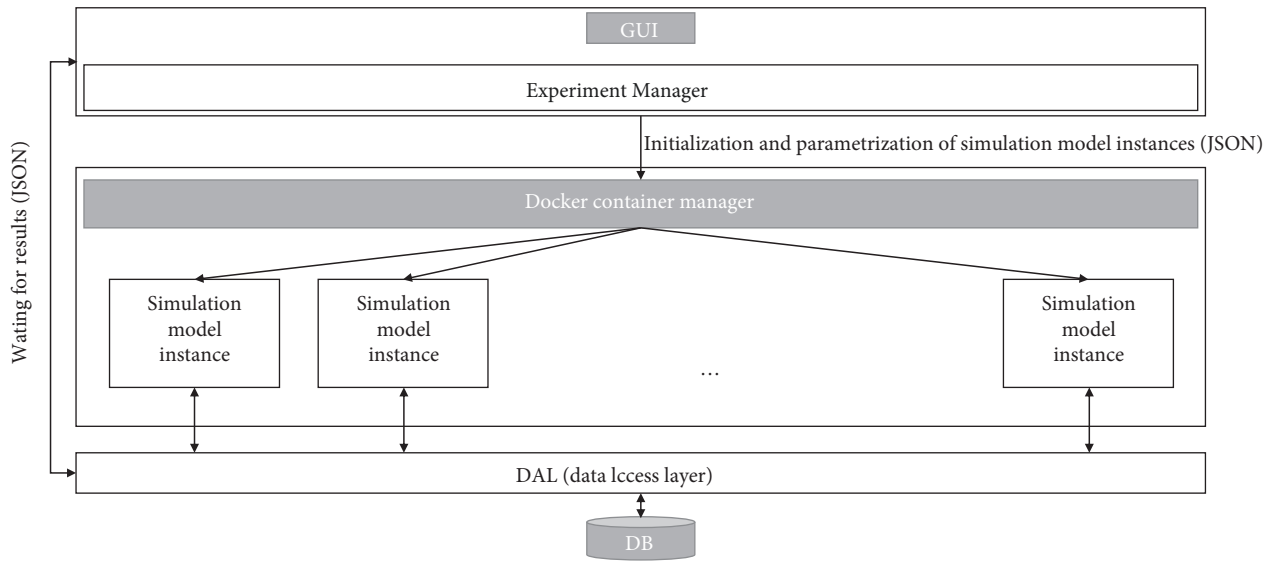 GUI
Experiment Manager
Initialization and parametrization of simulation model instances (JSON)
Wating for results (JSON)
Docker container manager
Simulation
model
instance
Simulation
model
instance
...
Simulation
model
instance
DAL (data lccess layer)
DB